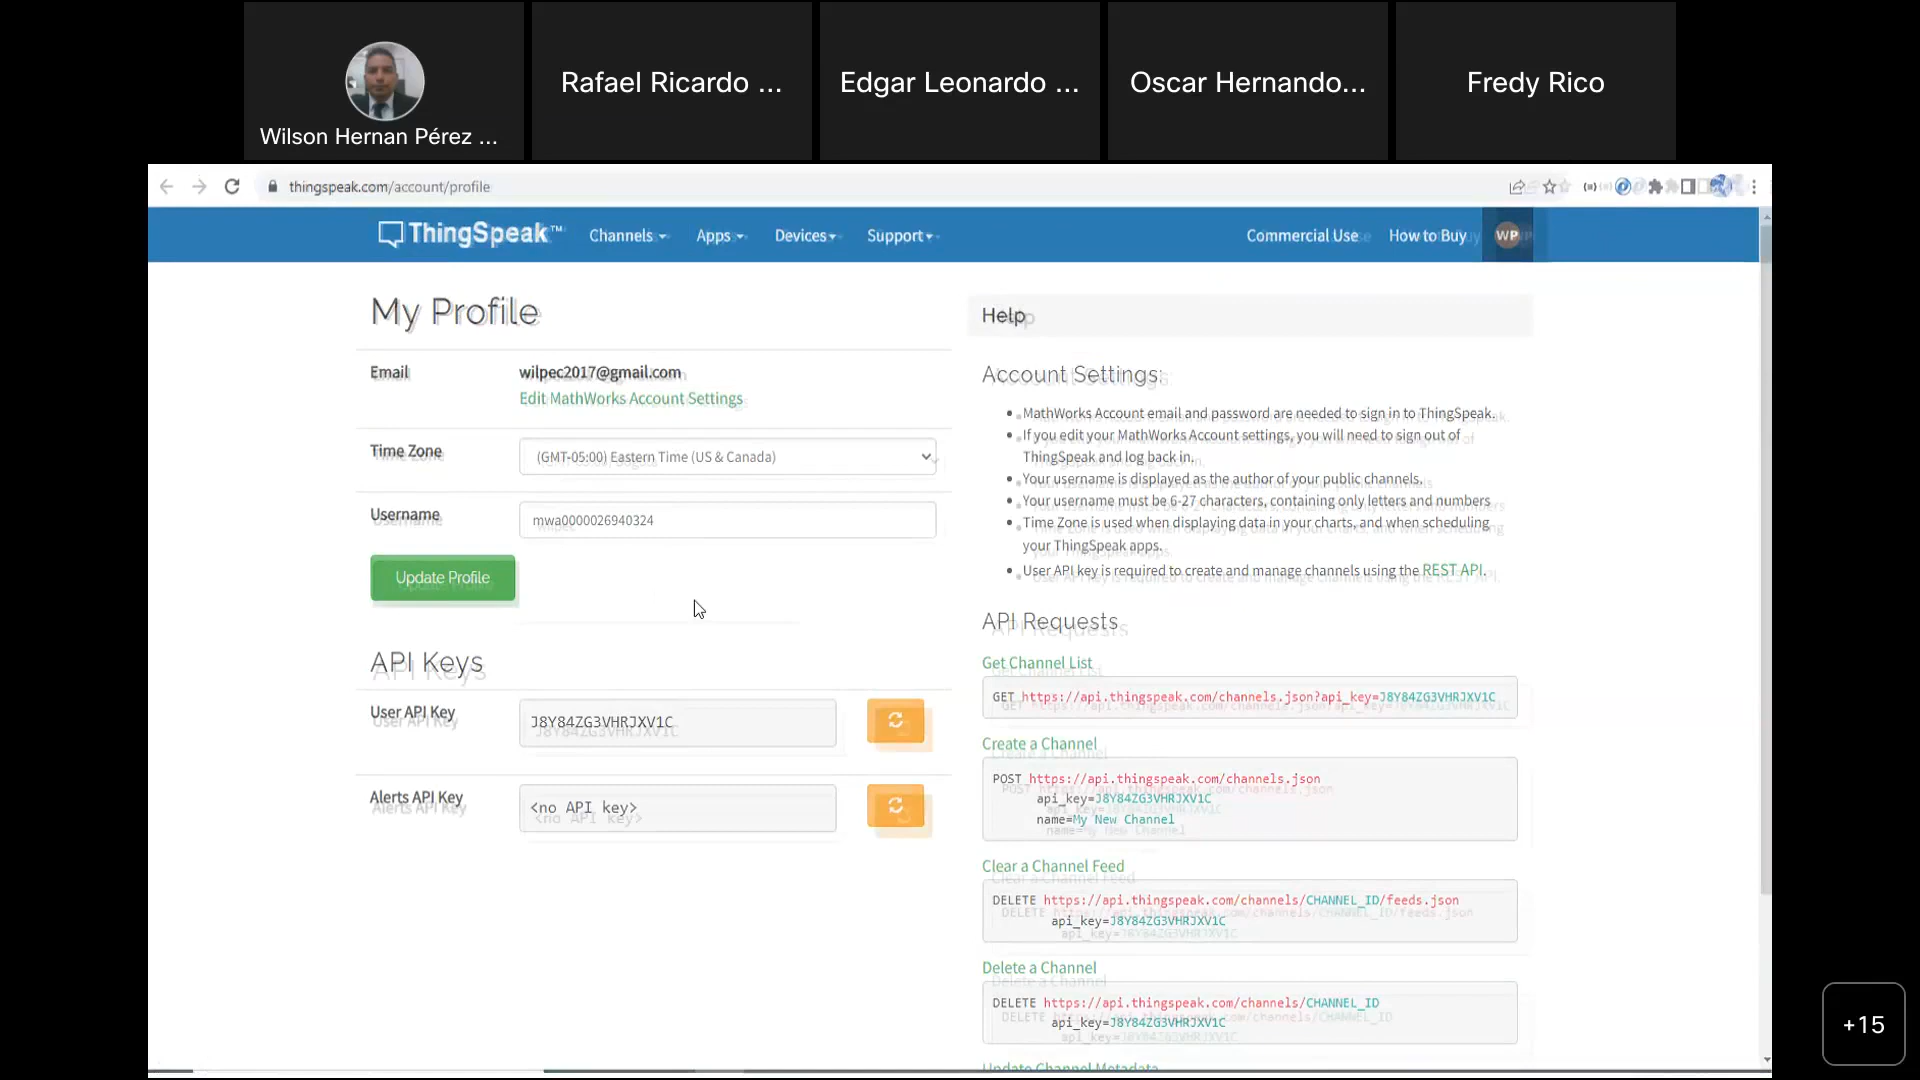 Wilson Hernan Pérez ...
Rafael Ricardo ...
Edgar Leonardo ...
Oscar Hernando...
Fredy Rico
thingspeak.com/account/profile
ThingSpeak™
Channels
Apps
Devices
Support
Commercial Use
How to Buy
WP
My Profile
Email
wilpec2017@gmail.com
Edit MathWorks Account Settings
Time Zone
(GMT-05:00) Eastern Time (US & Canada)
Username
mwa0000026940324
Update Profile
API Keys
User API Key
J8Y84ZG3VHRJXV1C
Alerts API Key
<no API key>
Help
Account Settings:
MathWorks Account email and password are needed to sign in to ThingSpeak.
If you edit your MathWorks Account settings, you will need to sign out of
ThingSpeak and log back in.
Your username is displayed as the author of your public channels.
Your username must be 6-27 characters, containing only letters and numbers
Time Zone is used when displaying data in your charts, and when scheduling
your ThingSpeak apps.
User API key is required to create and manage channels using the REST API.
API Requests
Get Channel List
GET https://api.thingspeak.com/channels.json?api_key=J8Y84ZG3VHRJXV1C
Create a Channel
POST https://api.thingspeak.com/channels.json
api_key=J8Y84ZG3VHRJXV1C
name=My New Channel
Clear a Channel Feed
DELETE https://api.thingspeak.com/channels/CHANNEL_ID/feeds.json
api_key=J8Y84ZG3VHRJXV1C
Delete a Channel
DELETE https://api.thingspeak.com/channels/CHANNEL_ID
api_key=J8Y84ZG3VHRJXV1C
Update Channel Metadata
+15